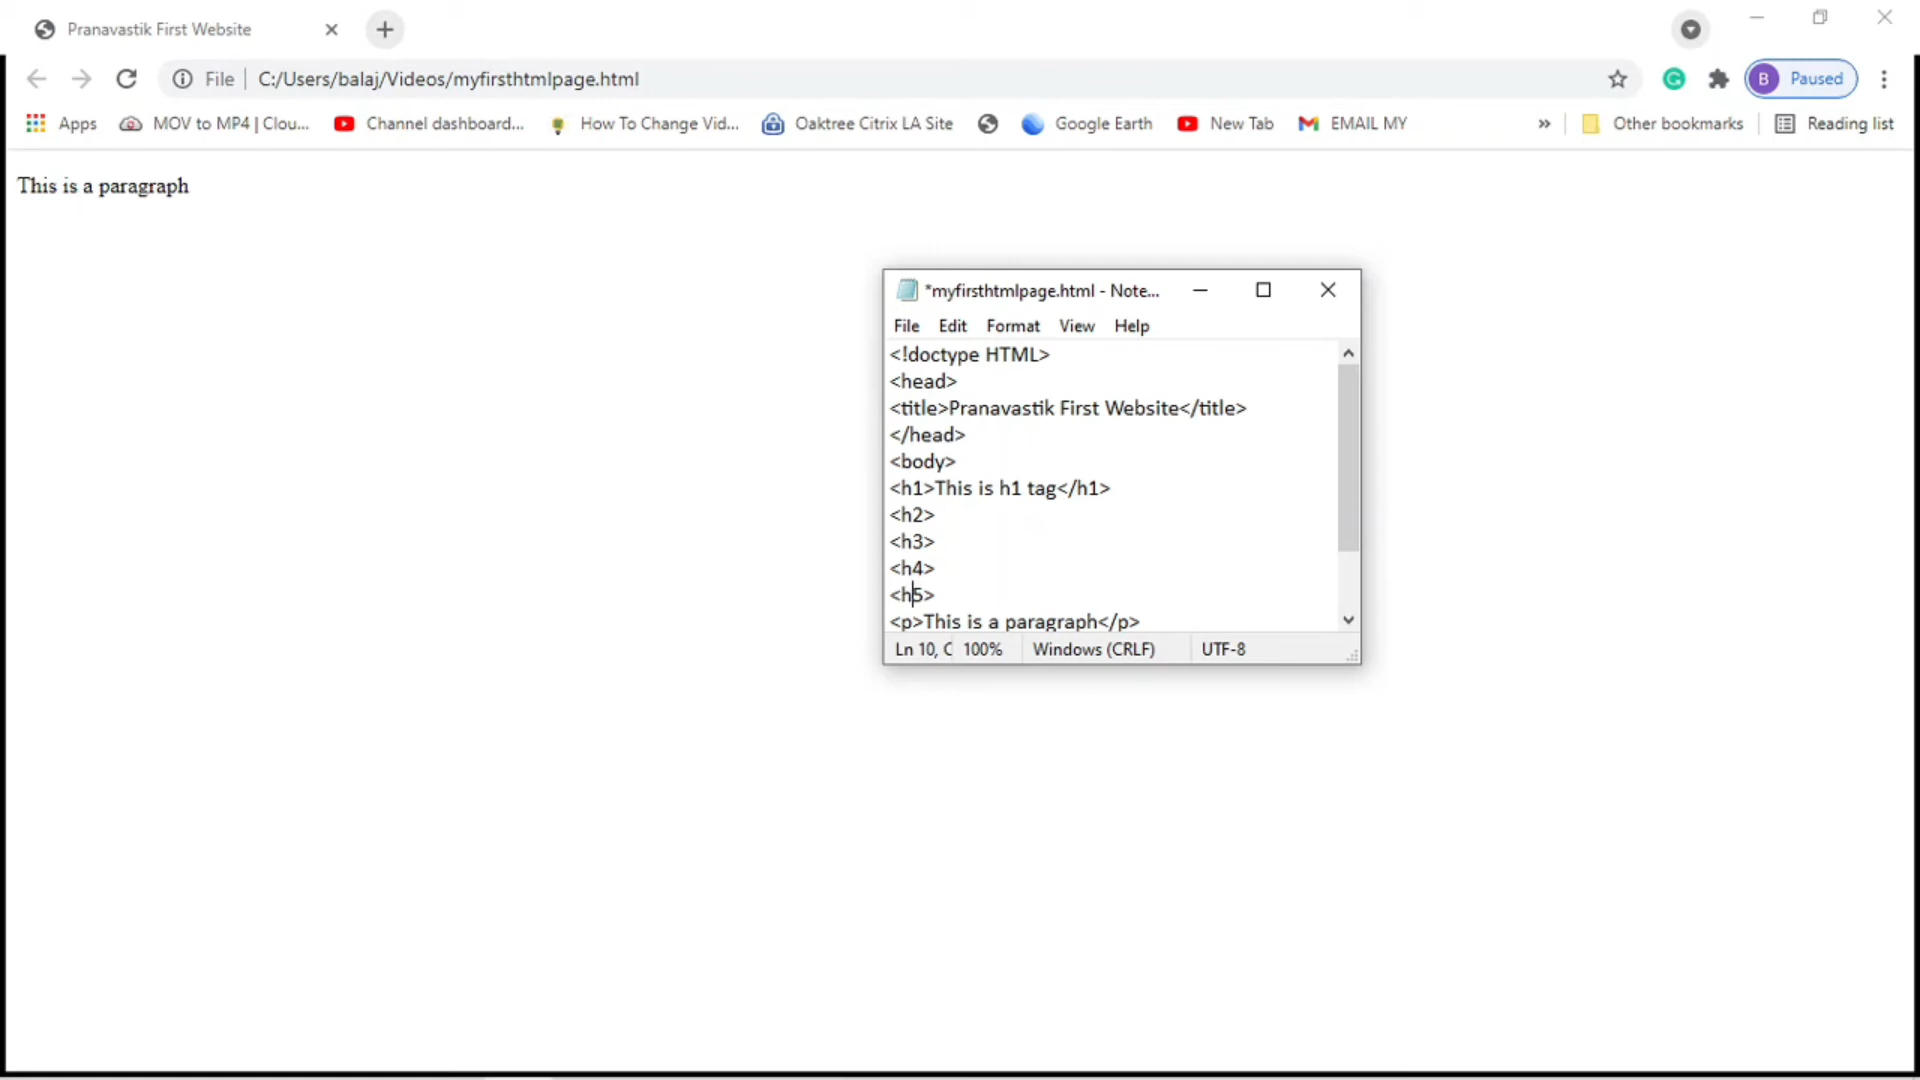 Pranavastik First Website
File C:/Users/balaj/Videos/myfirsthtmlpage.html
B Paused
Apps MOV to MP4 | Clou... Channel dashboard... How To Change Vid... Oaktree Citrix LA Site Google Earth New Tab EMAIL MY » Other bookmarks Reading list
This is a paragraph
*myfirsthtmlpage.html - Note...
File Edit Format View Help
<!doctype HTML>
<head>
<title>Pranavastik First Website</title>
</head>
<body>
<h1>This is h1 tag</h1>
<h2>
<h3>
<h4>
<h5>
<p>This is a paragraph</p>
Ln 10, C 100% Windows (CRLF) UTF-8